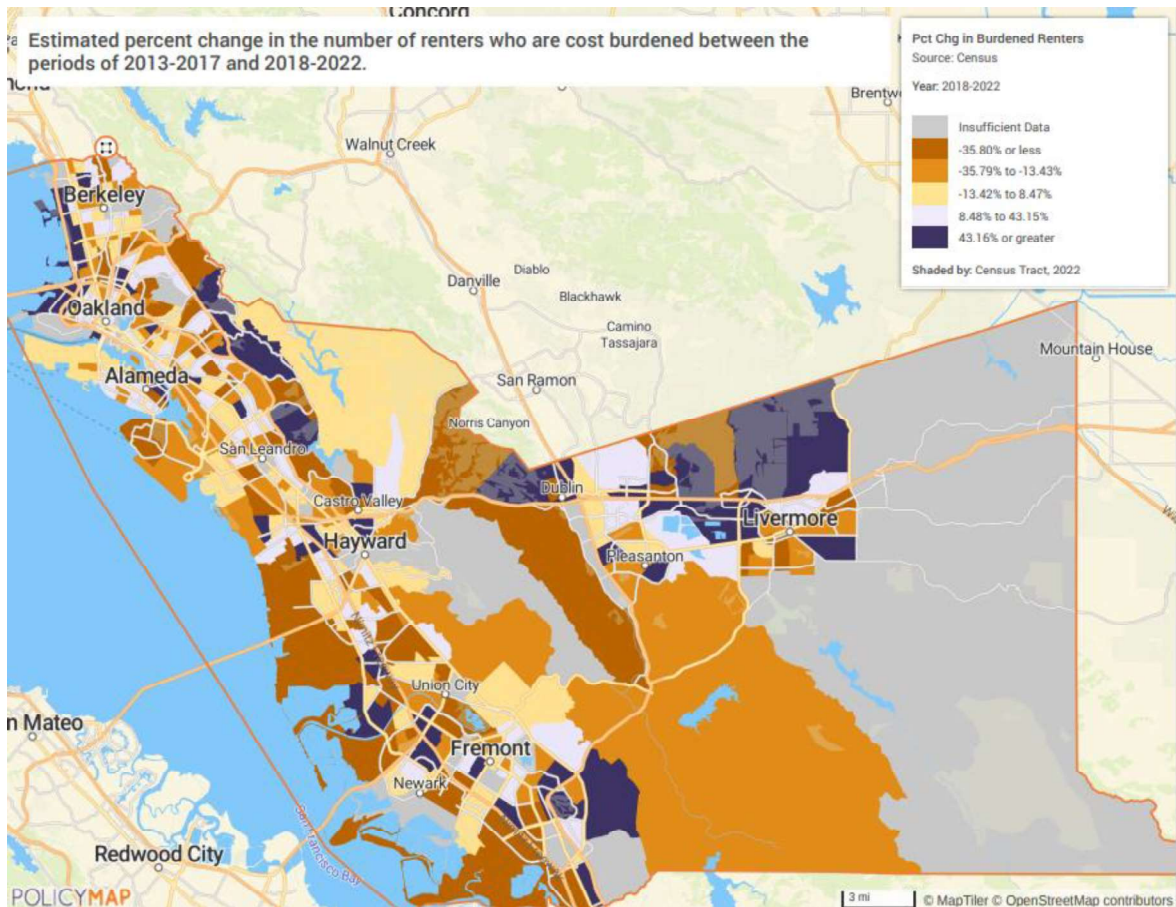 Concord
Estimated percent change in the number of renters who are cost burdened between the
periods of 2013-2017 and 2018-2022.
Pct Chg in Burdened Renters
Source: Census
Year: 2018-2022
Insufficient Data
-35.80% or less
-35.79% to -13.43%
-13.42% to 8.47%
8.48% to 43.15%
43.16% or greater
Shaded by: Census Tract, 2022
Brentw
Walnut Creek
Berkeley
Danville
Diablo
Blackhawk
Oakland
Camino
Tassajara
Mountain House
Alameda
San Ramon
Norris Canyon
San Leandro
Castro Valley
Dublin
Livermore
Hayward
Pleasanton
Nimitz
Union City
n Mateo
Fremont
Newark
San Francisco Bay
Redwood City
POLICYMAP
3 mi
© MapTiler © OpenStreetMap contributors